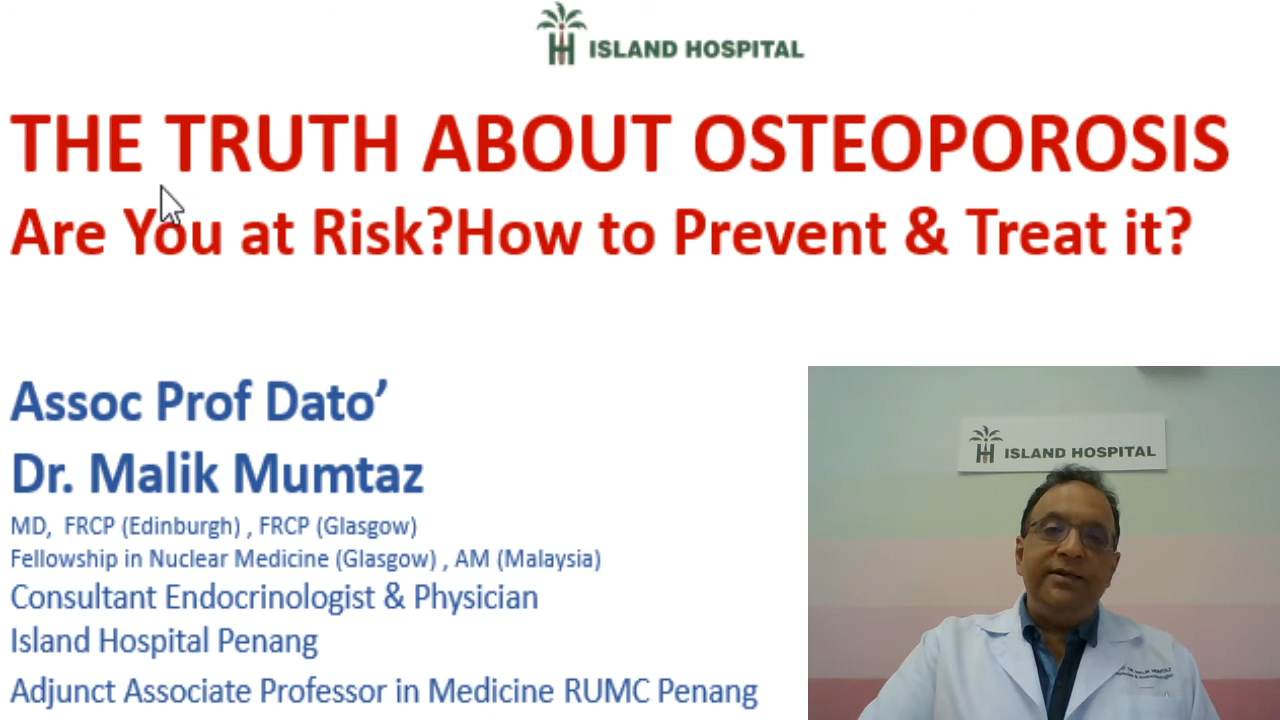 ISLAND HOSPITAL
THE TRUTH ABOUT OSTEOPOROSIS
Are You at Risk?How to Prevent & Treat it?
Assoc Prof Dato’
Dr. Malik Mumtaz
MD, FRCP (Edinburgh) , FRCP (Glasgow)
Fellowship in Nuclear Medicine (Glasgow) , AM (Malaysia)
Consultant Endocrinologist & Physician
Island Hospital Penang
Adjunct Associate Professor in Medicine RUMC Penang
ISLAND HOSPITAL